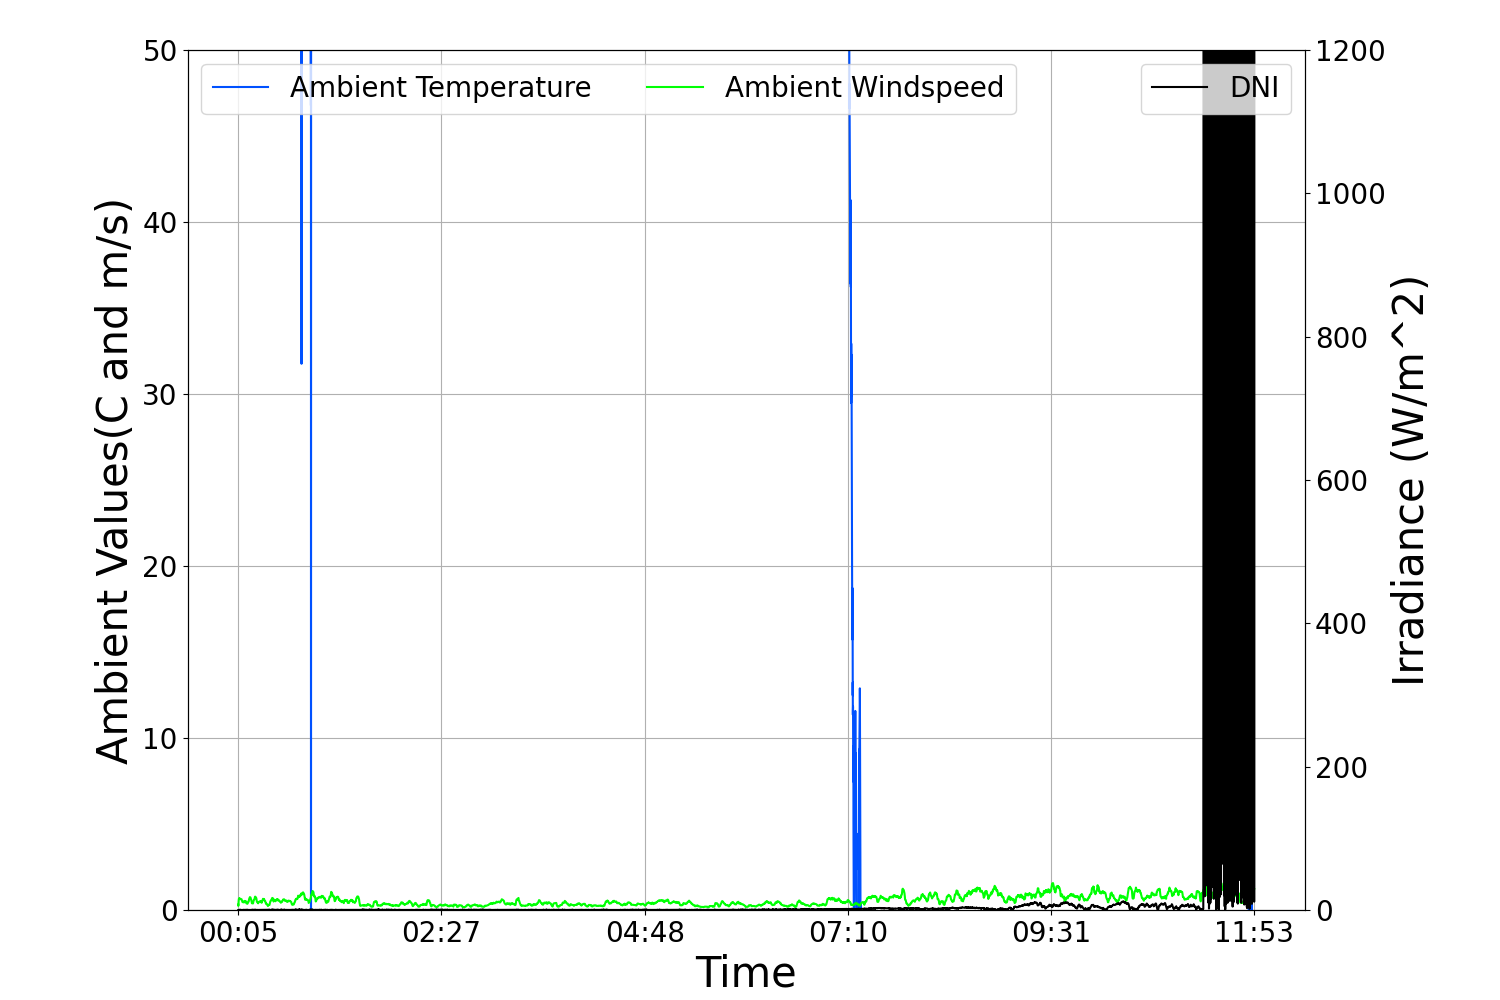 Ambient Temperature
Ambient Windspeed
DNI
Ambient Values(C and m/s)
50
40
30
20
10
0
1200
1000
800
600
400
200
0
Irradiance (W/m^2)
00:05 02:27 04:48 07:10 09:31 11:53
Time